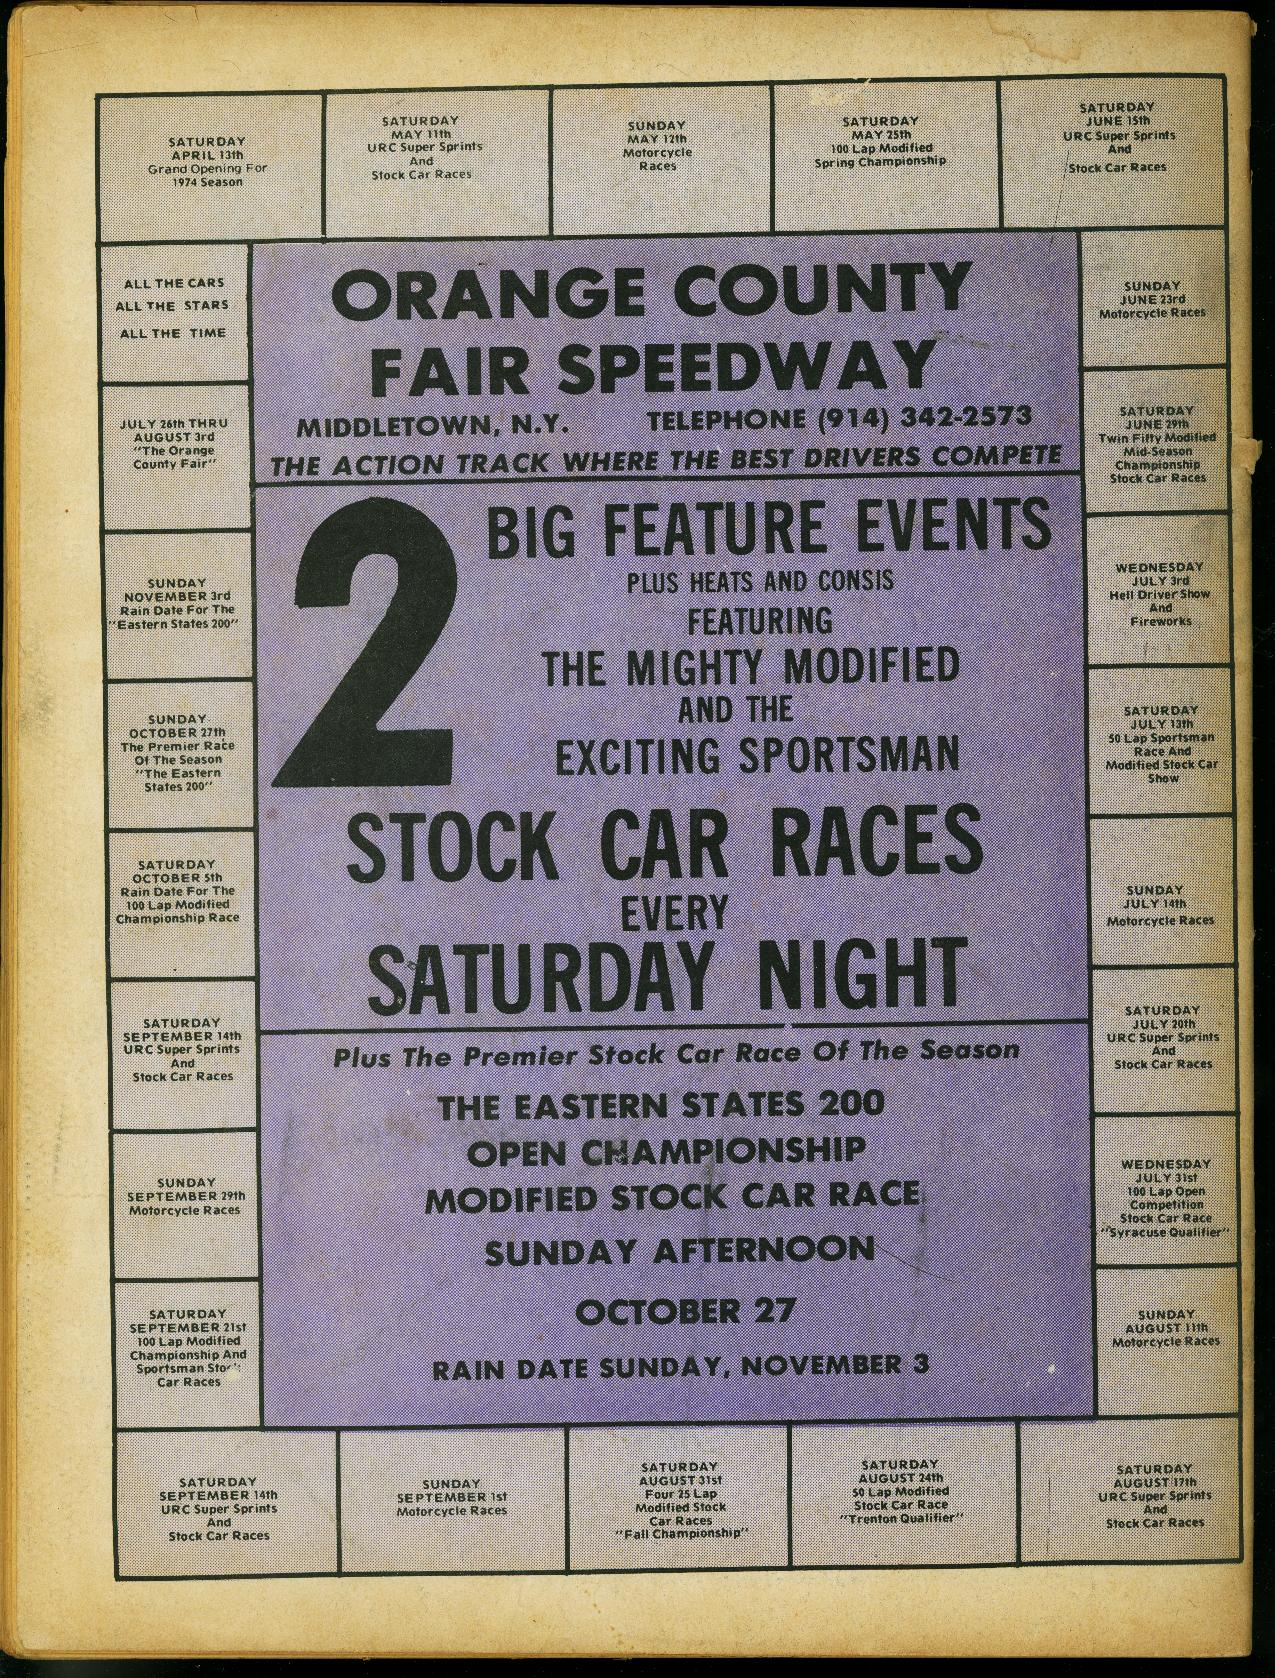 SATURDAY
APRIL 13th
Grand Opening For
1974 Season
SATURDAY
MAY 11th
URC Super Sprints
And
Stock Car Races
SUNDAY
MAY 12th
Motorcycle
Races
SATURDAY
MAY 25th
100 Lap Modified
Spring Championship
SATURDAY
JUNE 15th
URC Super Sprints
And
Stock Car Races
ALL THE CARS
ALL THE STARS
ALL THE TIME
JULY 26th THRU
AUGUST 3rd
"The Orange
County Fair"
SUNDAY
NOVEMBER 3rd
Rain Date For The
"Eastern States 200"
SUNDAY
OCTOBER 27th
The Premier Race
Of The Season
"The Eastern
States 200"
SATURDAY
OCTOBER 5th
Rain Date For The
100 Lap Modified
Championship Race
SATURDAY
SEPTEMBER 14th
URC Super Sprints
And
Stock Car Races
SUNDAY
SEPTEMBER 29th
Motorcycle Races
SATURDAY
SEPTEMBER 21st
100 Lap Modified
Championship And
Sportsman Stock
Car Races
ORANGE COUNTY
FAIR SPEEDWAY
MIDDLETOWN, N.Y. TELEPHONE (914) 342-2573
THE ACTION TRACK WHERE THE BEST DRIVERS COMPETE
2 BIG FEATURE EVENTS
PLUS HEATS AND CONSIS
FEATURING
THE MIGHTY MODIFIED
AND THE
EXCITING SPORTSMAN
STOCK CAR RACES
EVERY
SATURDAY NIGHT
Plus The Premier Stock Car Race Of The Season
THE EASTERN STATES 200
OPEN CHAMPIONSHIP
MODIFIED STOCK CAR RACE
SUNDAY AFTERNOON
OCTOBER 27
RAIN DATE SUNDAY, NOVEMBER 3
SUNDAY
JUNE 23rd
Motorcycle Races
SATURDAY
JUNE 29th
Twin Fifty Modified
Mid-Season
Championship
Stock Car Races
WEDNESDAY
JULY 3rd
Hell Driver Show
And
Fireworks
SATURDAY
JULY 13th
50 Lap Sportsman
Race And
Modified Stock Car
Show
SUNDAY
JULY 14th
Motorcycle Races
SATURDAY
JULY 20th
URC Super Sprints
And
Stock Car Races
WEDNESDAY
JULY 31st
100 Lap Open
Competition
Stock Car Race
"Syracuse Qualifier"
SUNDAY
AUGUST 11th
Motorcycle Races
SATURDAY
SEPTEMBER 14th
URC Super Sprints
And
Stock Car Races
SUNDAY
SEPTEMBER 1st
Motorcycle Races
SATURDAY
AUGUST 31st
Four 25 Lap
Modified Stock
Car Races
"Fall Championship"
SATURDAY
AUGUST 24th
50 Lap Modified
Stock Car Race
"Trenton Qualifier"
SATURDAY
AUGUST 17th
URC Super Sprints
And
Stock Car Races